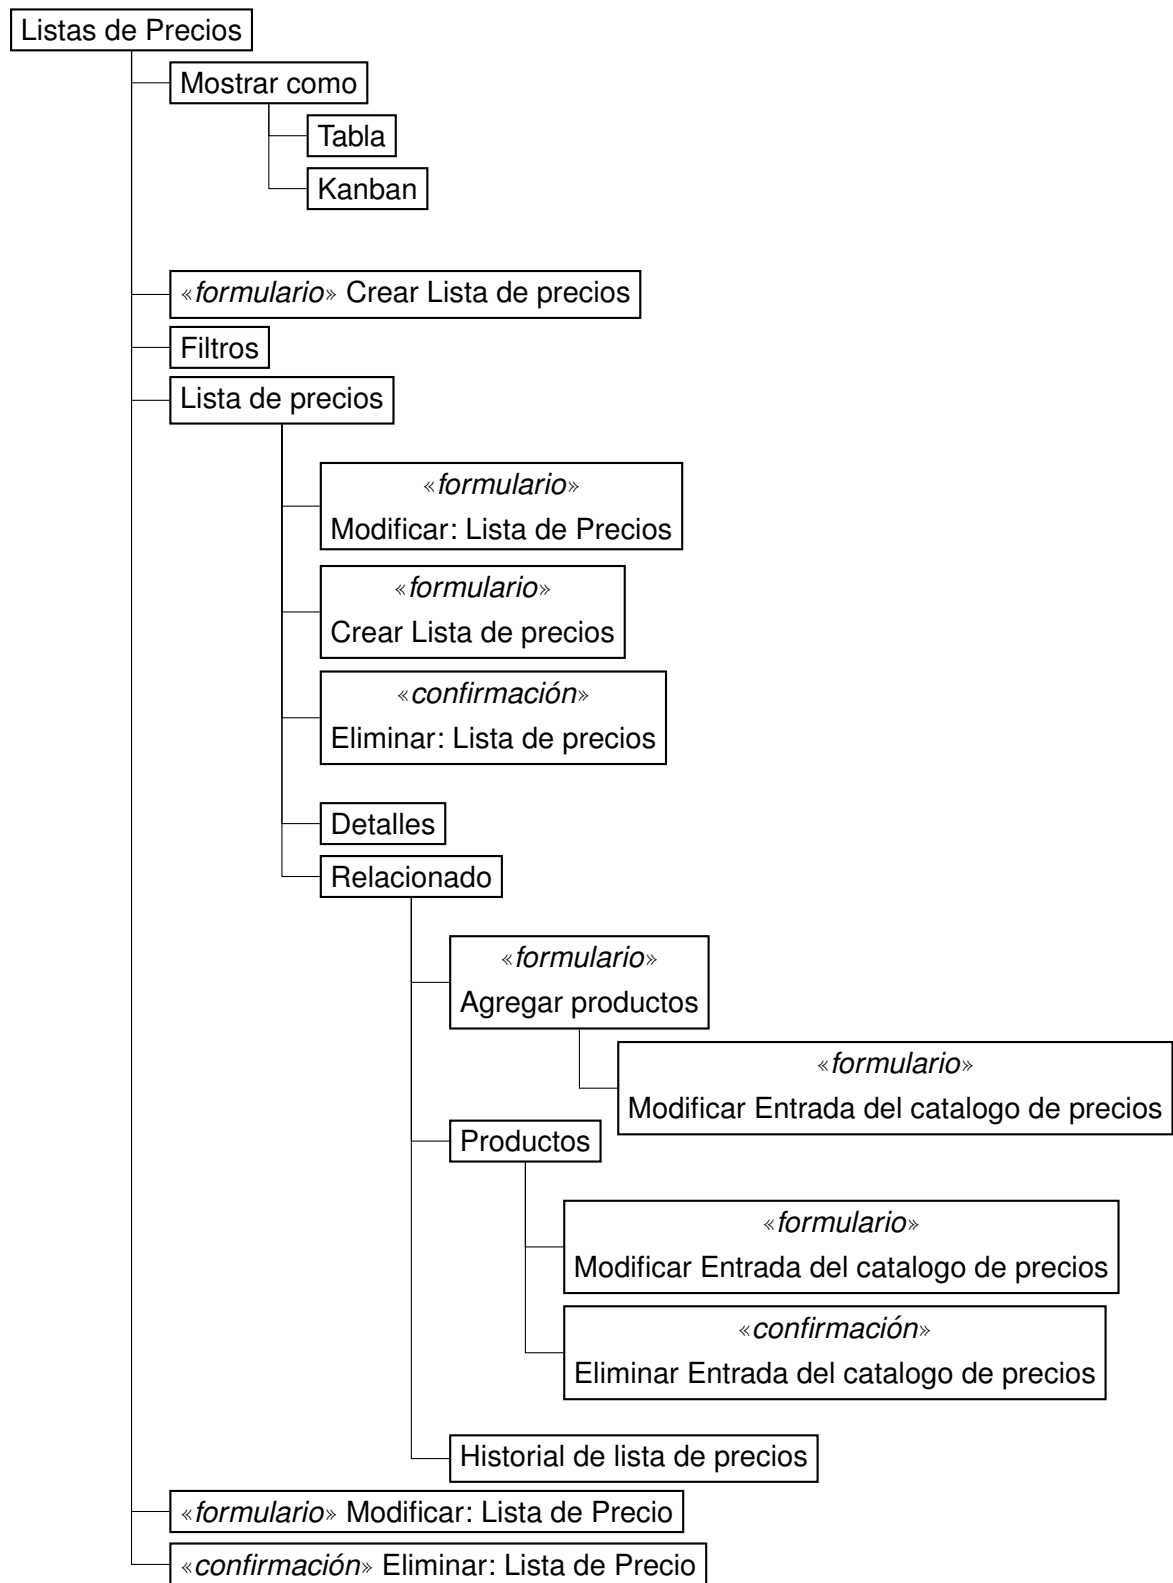 Listas de Precios
Mostrar como
Tabla
Kanban
«formulario» Crear Lista de precios
Filtros
Lista de precios
«formulario»
Modificar: Lista de Precios
«formulario»
Crear Lista de precios
«confirmación»
Eliminar: Lista de precios
Detalles
Relacionado
«formulario»
Agregar productos
«formulario»
Modificar Entrada del catalogo de precios
Productos
«formulario»
Modificar Entrada del catalogo de precios
«confirmación»
Eliminar Entrada del catalogo de precios
Historial de lista de precios
«formulario» Modificar: Lista de Precio
«confirmación» Eliminar: Lista de Precio